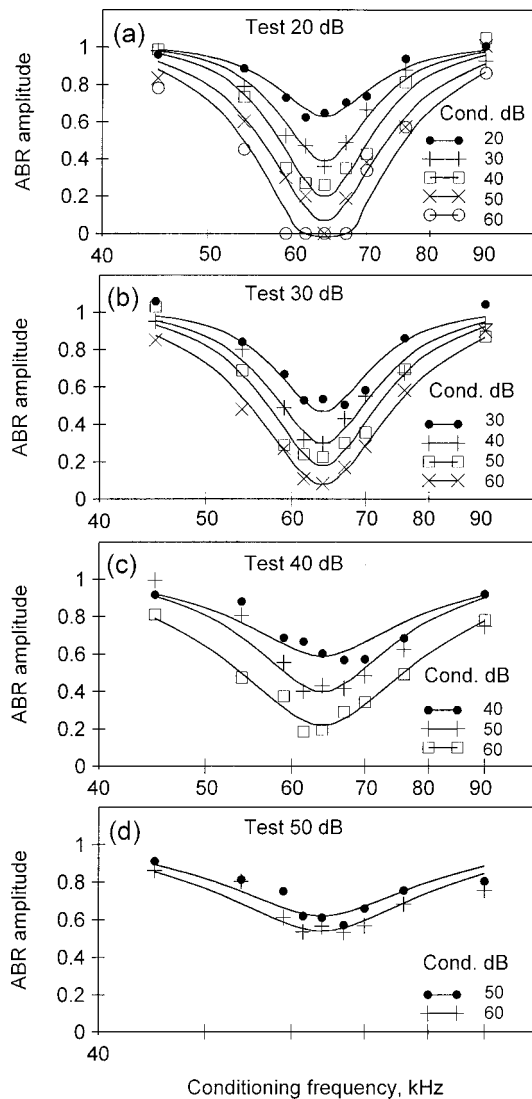 (a) Test 20 dB
ABR amplitude
1
0.8
0.6
0.4
0.2
0
Cond. dB
20
30
40
50
60
40 50 60 70 80 90
(b) Test 30 dB
ABR amplitude
1
0.8
0.6
0.4
0.2
0
Cond. dB
30
40
50
60
40 50 60 70 80 90
(c) Test 40 dB
ABR amplitude
1
0.8
0.6
0.4
0.2
0
Cond. dB
40
50
60
40 50 60 70 80 90
(d) Test 50 dB
ABR amplitude
1
0.8
0.6
0.4
0.2
0
Cond. dB
50
60
40
Conditioning frequency, kHz